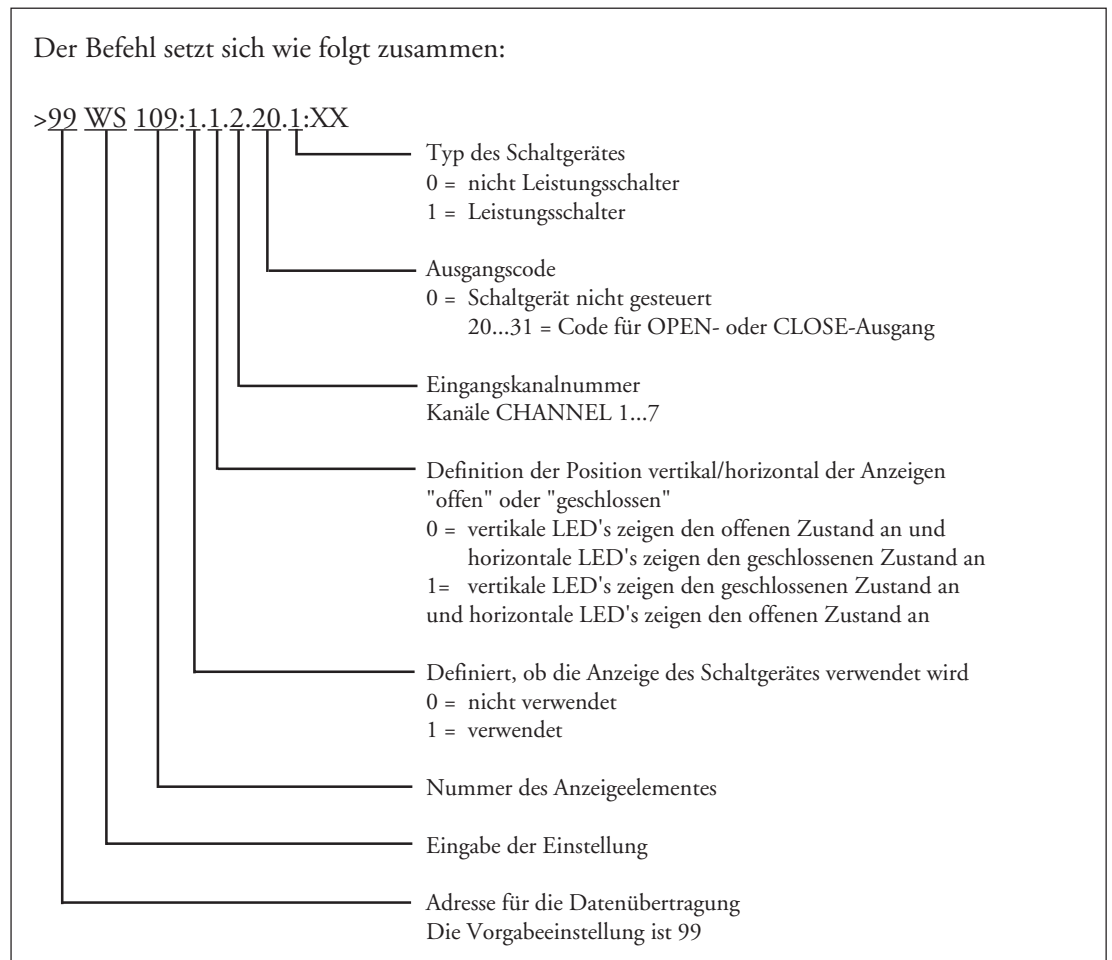 Der Befehl setzt sich wie folgt zusammen:
>99 WS 109:1.1.2.20.1:XX
Typ des Schaltgerätes
0 = nicht Leistungsschalter
1 = Leistungsschalter
Ausgangscode
0 = Schaltgerät nicht gesteuert
20...31 = Code für OPEN- oder CLOSE-Ausgang
Eingangskanalnummer
Kanäle CHANNEL 1...7
Definition der Position vertikal/horizontal der Anzeigen
"offen" oder "geschlossen"
0 = vertikale LED's zeigen den offenen Zustand an und
horizontale LED's zeigen den geschlossenen Zustand an
1= vertikale LED's zeigen den geschlossenen Zustand an
und horizontale LED's zeigen den offenen Zustand an
Definiert, ob die Anzeige des Schaltgerätes verwendet wird
0 = nicht verwendet
1 = verwendet
Nummer des Anzeigeelementes
Eingabe der Einstellung
Adresse für die Datenübertragung
Die Vorgabeeinstellung ist 99